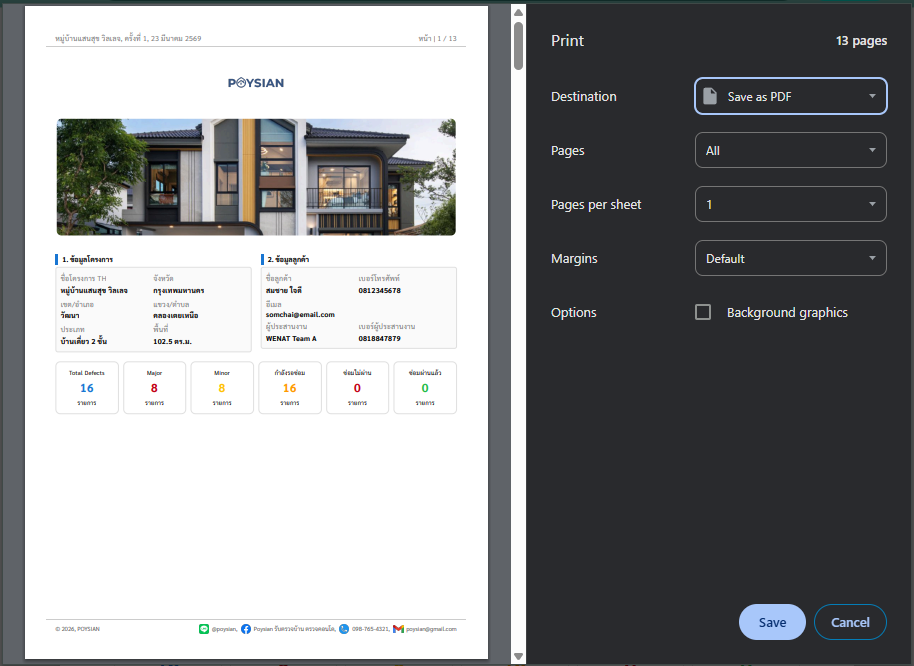 หมู่บ้านแสนสุข วิลเลจ, ครั้งที่ 1, 23 มีนาคม 2569
หน้า | 1 / 13
POYSIAN
1. ข้อมูลโครงการ
ชื่อโครงการ TH
จังหวัด
หมู่บ้านแสนสุข วิลเลจ
กรุงเทพมหานคร
เขต/อำเภอ
แขวง/ตำบล
วัฒนา
คลองเตยเหนือ
ประเภท
พื้นที่
บ้านเดี่ยว 2 ชั้น
102.5 ตร.ม.
2. ข้อมูลลูกค้า
ชื่อลูกค้า
เบอร์โทรศัพท์
สมชาย ใจดี
0812345678
อีเมล
somchai@email.com
ผู้ประสานงาน
เบอร์ผู้ประสานงาน
WENAT Team A
0818847879
Total Defects
16
รายการ
Major
8
รายการ
Minor
8
รายการ
กำลังรอซ่อม
16
รายการ
ซ่อมไม่ผ่าน
0
รายการ
ซ่อมผ่านแล้ว
0
รายการ
© 2026, POYSIAN
@poysian, Poysian รับตรวจบ้าน ตรวจคอนโด, 098-765-4321, poysian@gmail.com
Print
13 pages
Destination
Save as PDF
Pages
All
Pages per sheet
1
Margins
Default
Options
Background graphics
Save
Cancel